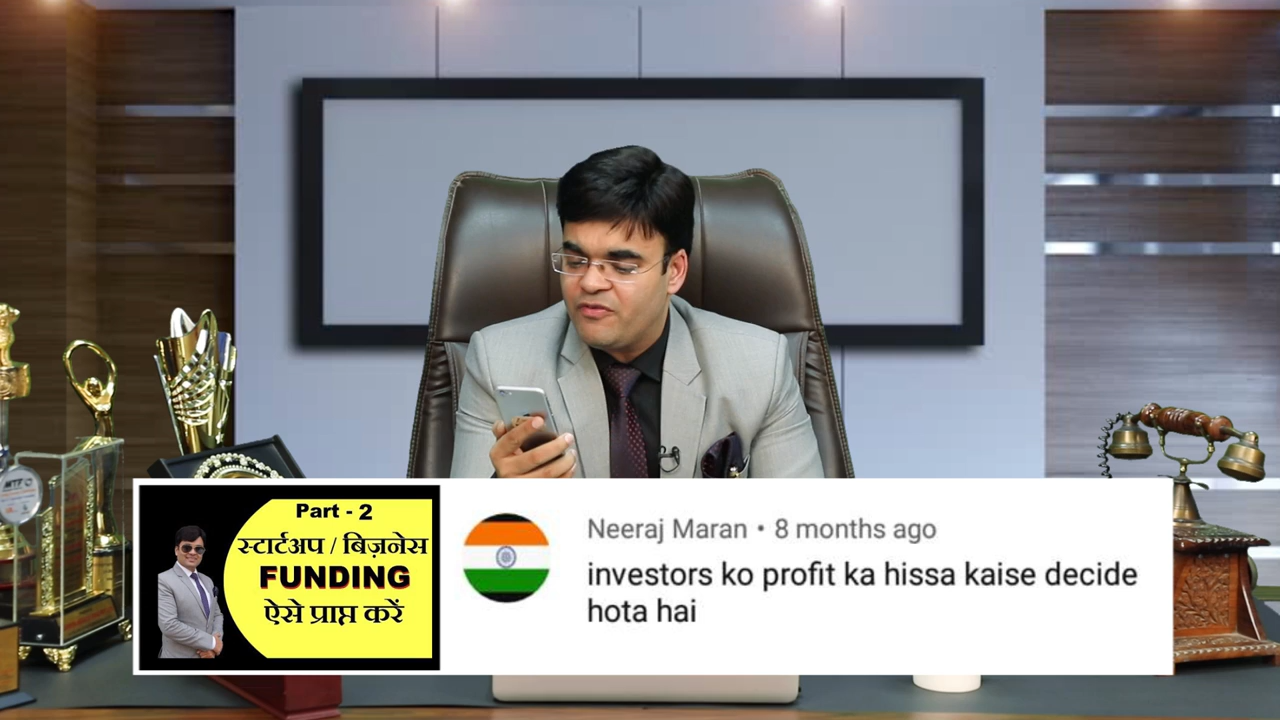 Part - 2
स्टार्टअप / बिज़नेस
FUNDING
ऐसे प्राप्त करें
Neeraj Maran • 8 months ago
investors ko profit ka hissa kaise decide
hota hai
MTF